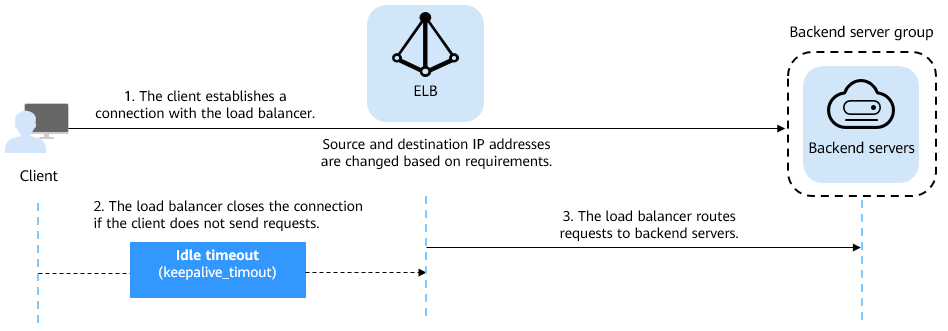 Backend server group
ELB
1. The client establishes a
connection with the load balancer.
Source and destination IP addresses
are changed based on requirements.
Backend servers
Client
2. The load balancer closes the connection
if the client does not send requests.
3. The load balancer routes
requests to backend servers.
Idle timeout
(keepalive_timout)